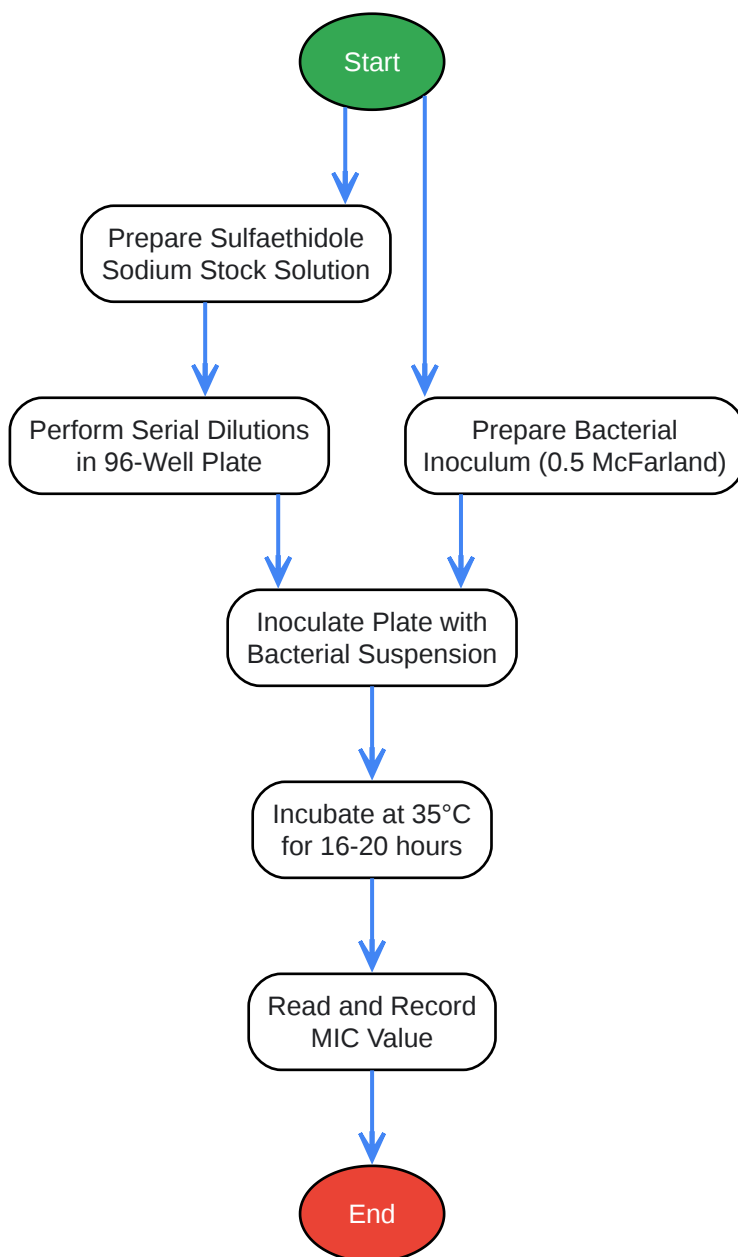 Start
Prepare Sulfaethidole
Sodium Stock Solution
Perform Serial Dilutions
in 96-Well Plate
Prepare Bacterial
Inoculum (0.5 McFarland)
Inoculate Plate with
Bacterial Suspension
Incubate at 35°C
for 16-20 hours
Read and Record
MIC Value
End